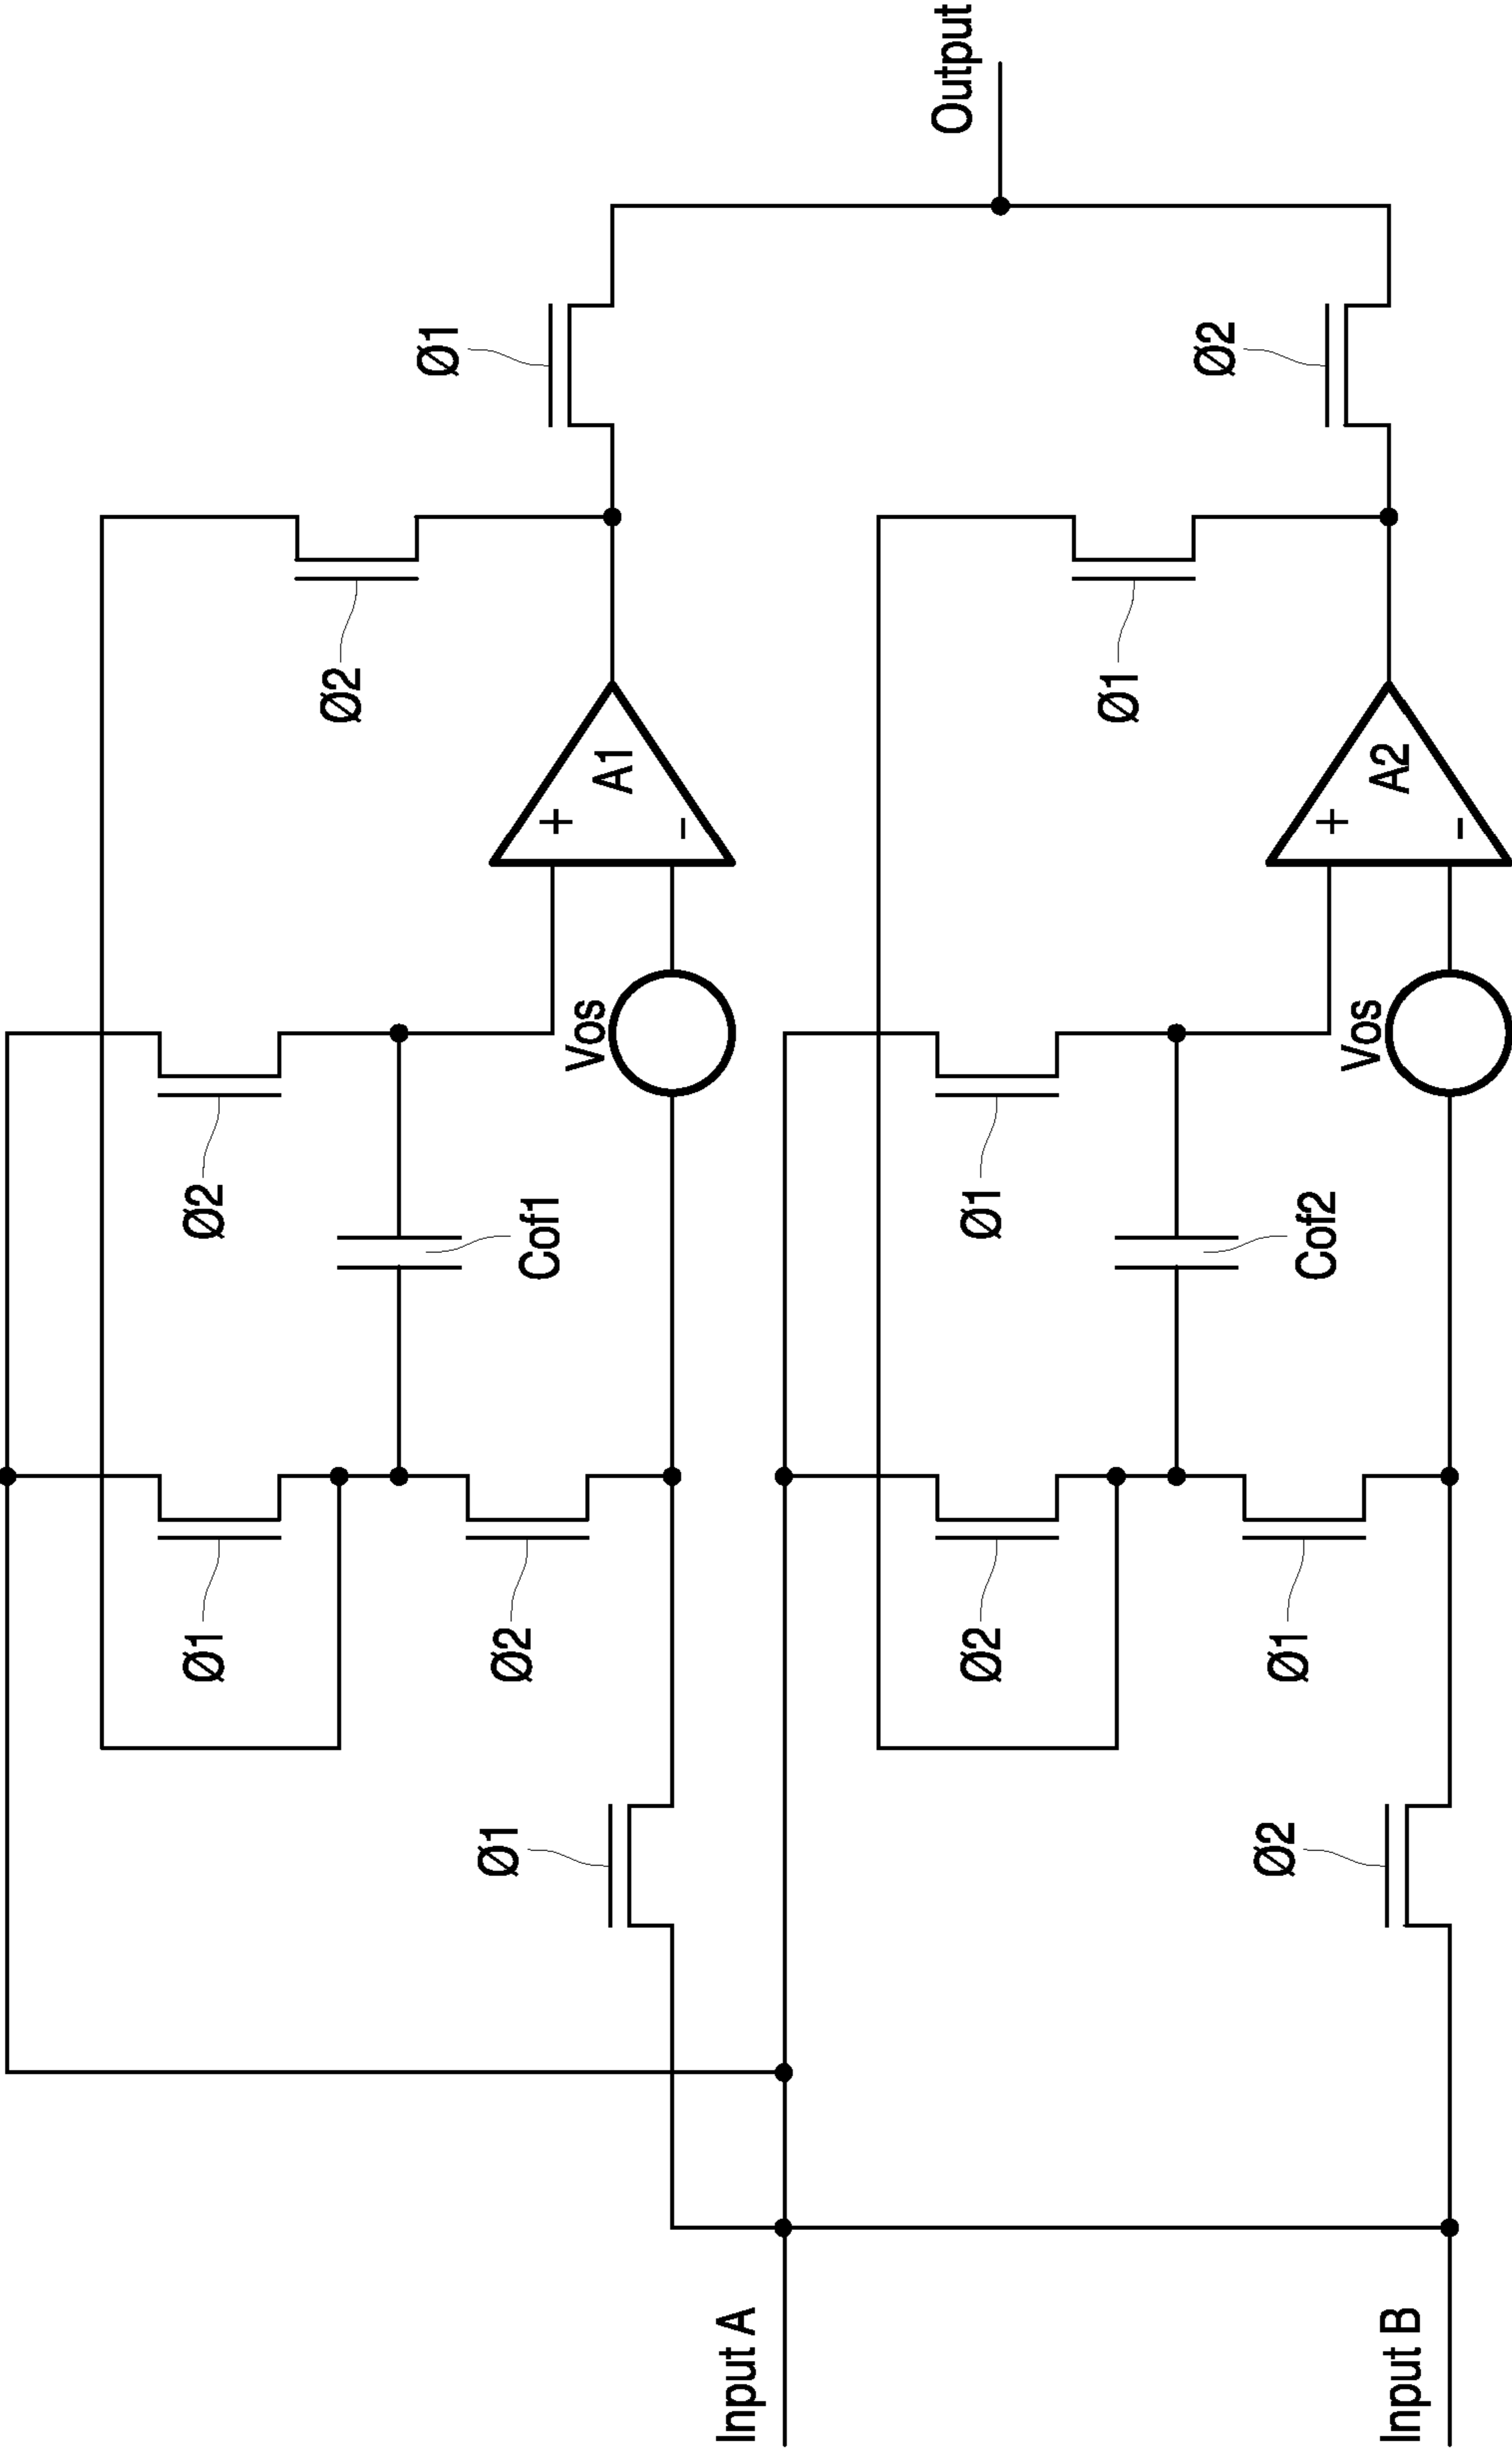 Output
Ø1
Ø2
Ø2
Ø1
A1
+
-
A2
+
-
Vos
Vos
Ø2
Cof1
Ø1
Cof2
Ø1
Ø2
Ø2
Ø1
Ø1
Ø2
Input A
Input B